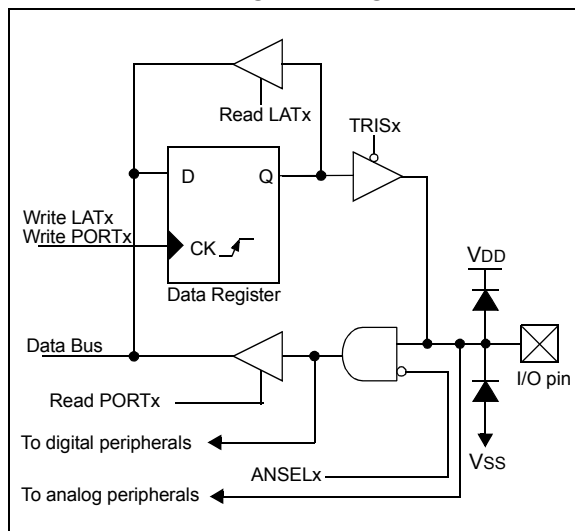 Read LATx
TRISx
D Q
Write LATx
Write PORTx
CK
Data Register
VDD
Data Bus
I/O pin
Read PORTx
To digital peripherals
VSS
ANSELx
To analog peripherals